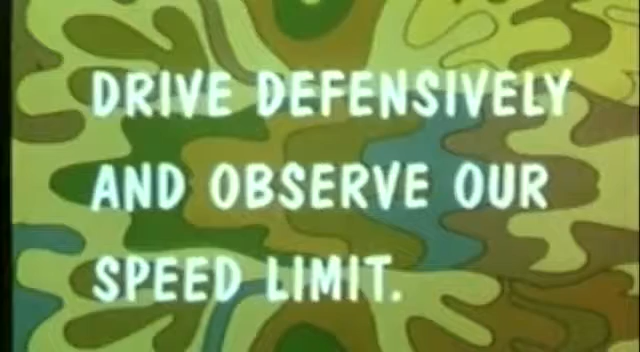 DRIVE DEFENSIVELY
AND OBSERVE OUR
SPEED LIMIT.